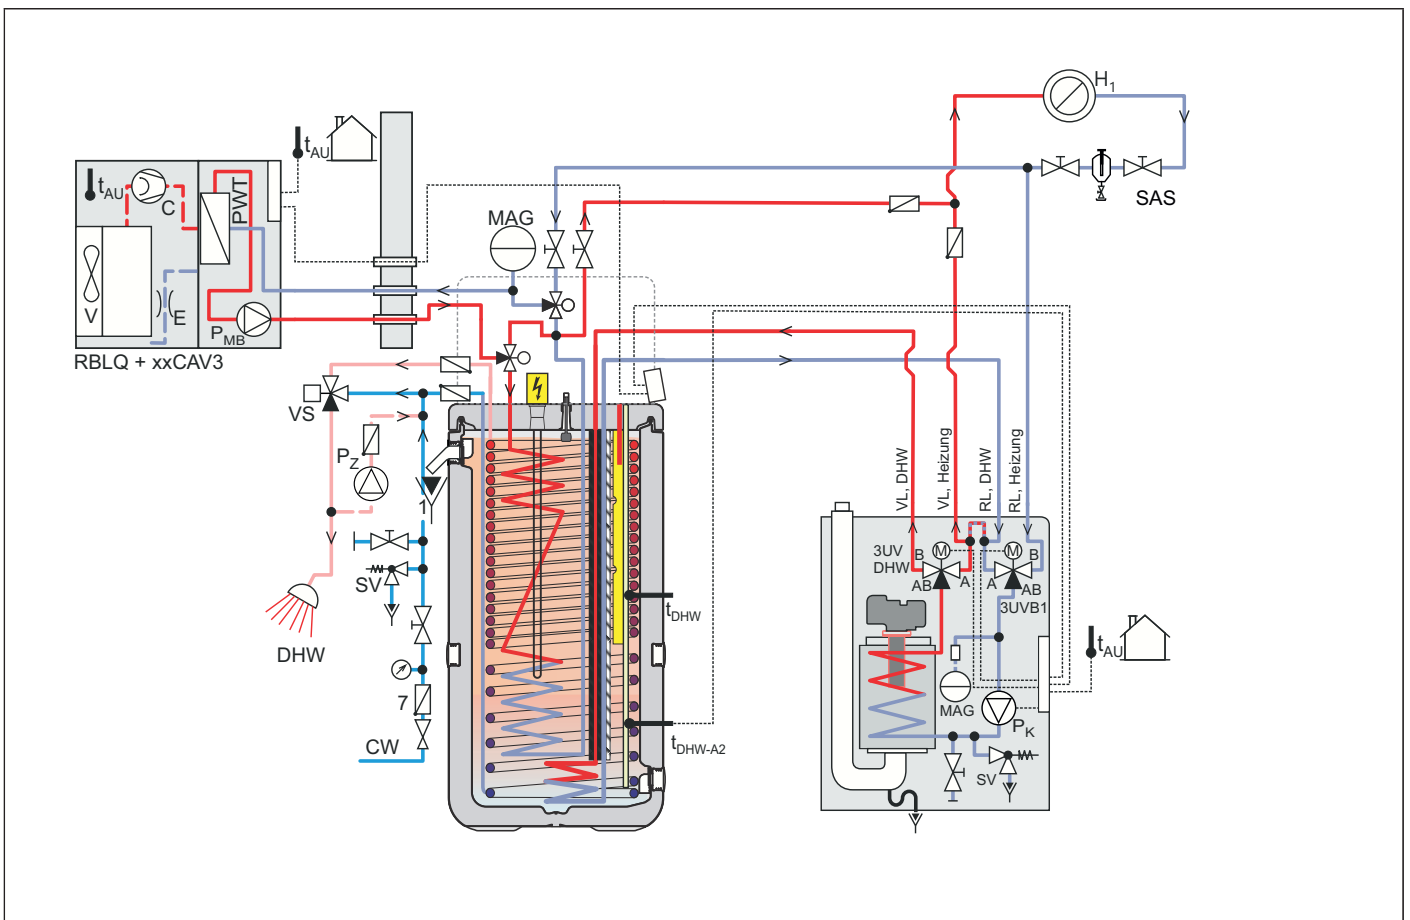 H1
tAU
tAU
C
PWT
MAG
SAS
V
E
PMB
RBLQ + xxCAV3
VS
PZ
1
VL, DHW
VL, Heizung
RL, DHW
RL, Heizung
3UV
DHW
B
M
M
B
A
A
AB
AB
3UVB1
SV
tDHW
DHW
tAU
7
MAG
PK
CW
tDHW-A2
SV